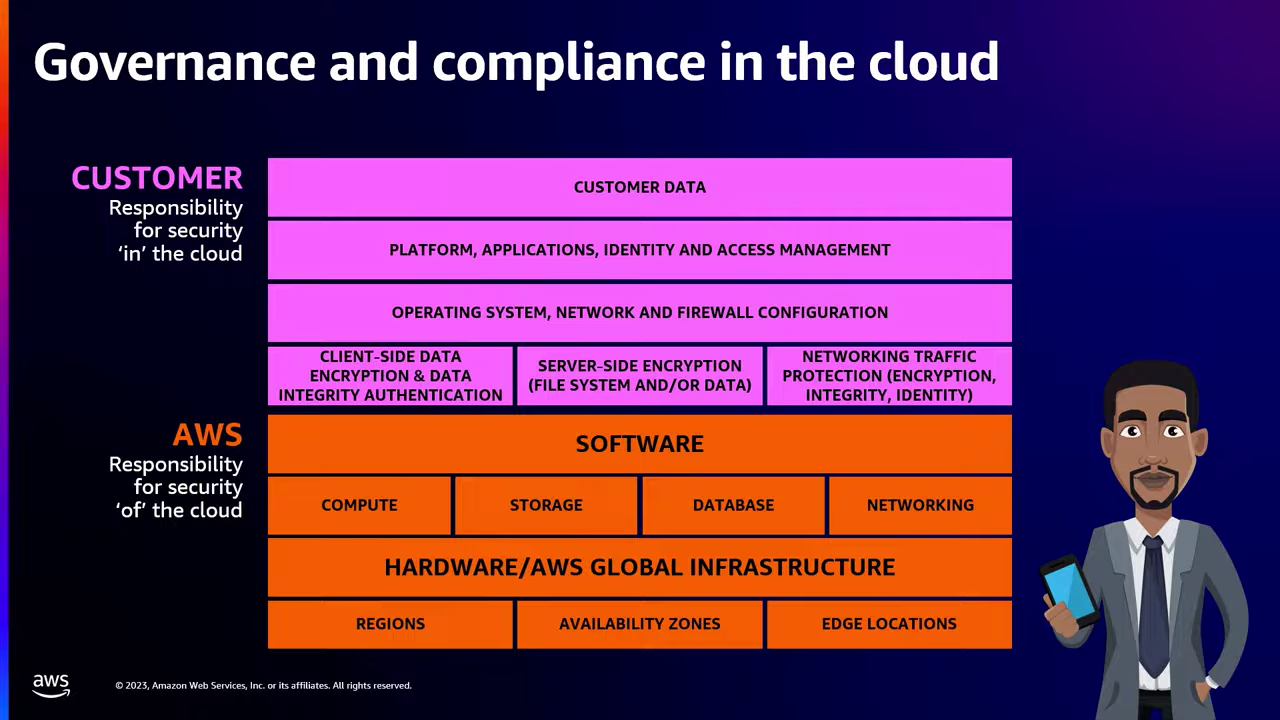 Governance and compliance in the cloud
CUSTOMER
Responsibility
for security
‘in’ the cloud
CUSTOMER DATA
PLATFORM, APPLICATIONS, IDENTITY AND ACCESS MANAGEMENT
OPERATING SYSTEM, NETWORK AND FIREWALL CONFIGURATION
CLIENT-SIDE DATA
ENCRYPTION & DATA
INTEGRITY AUTHENTICATION
SERVER-SIDE ENCRYPTION
(FILE SYSTEM AND/OR DATA)
NETWORKING TRAFFIC
PROTECTION (ENCRYPTION,
INTEGRITY, IDENTITY)
AWS
Responsibility
for security
‘of’ the cloud
SOFTWARE
COMPUTE
STORAGE
DATABASE
NETWORKING
HARDWARE/AWS GLOBAL INFRASTRUCTURE
REGIONS
AVAILABILITY ZONES
EDGE LOCATIONS
aws
© 2023, Amazon Web Services, Inc. or its affiliates. All rights reserved.